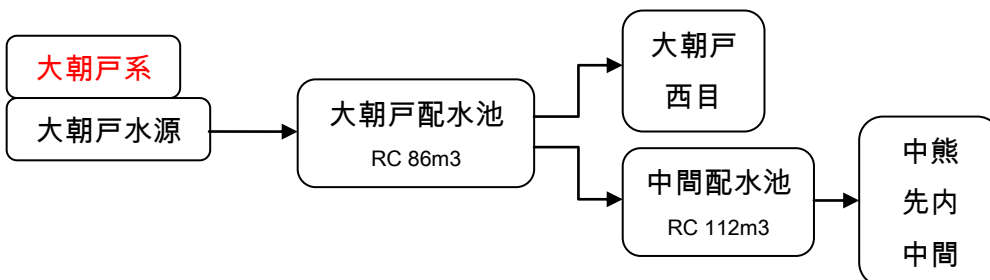 大朝戸系
大朝戸水源
大朝戸配水池
RC 86m3
大朝戸
西目
中間配水池
RC 112m3
中熊
先内
中間